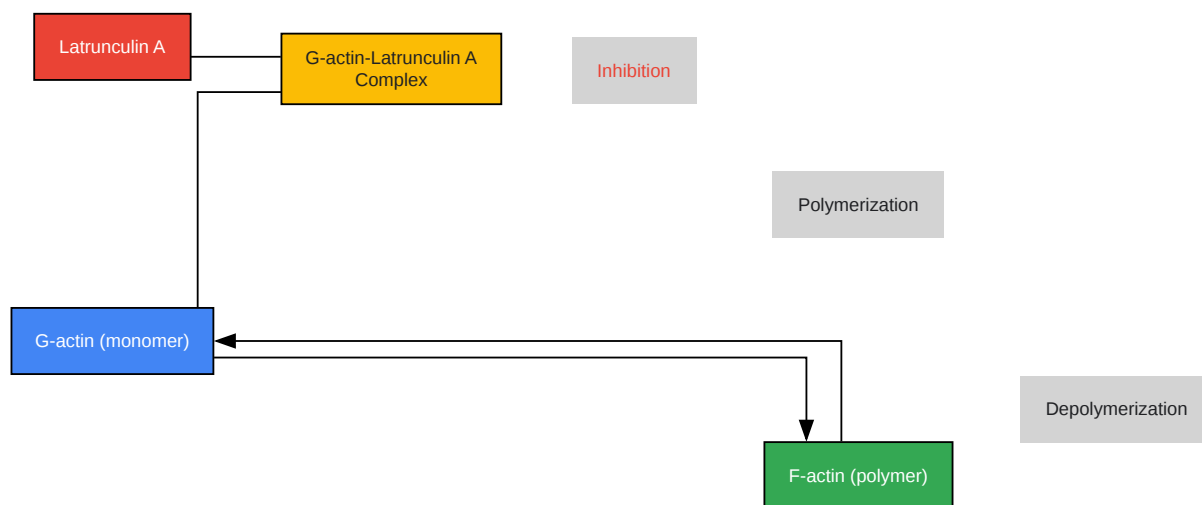 Latrunculin A
G-actin-Latrunculin A
Complex
Inhibition
Polymerization
G-actin (monomer)
Depolymerization
F-actin (polymer)